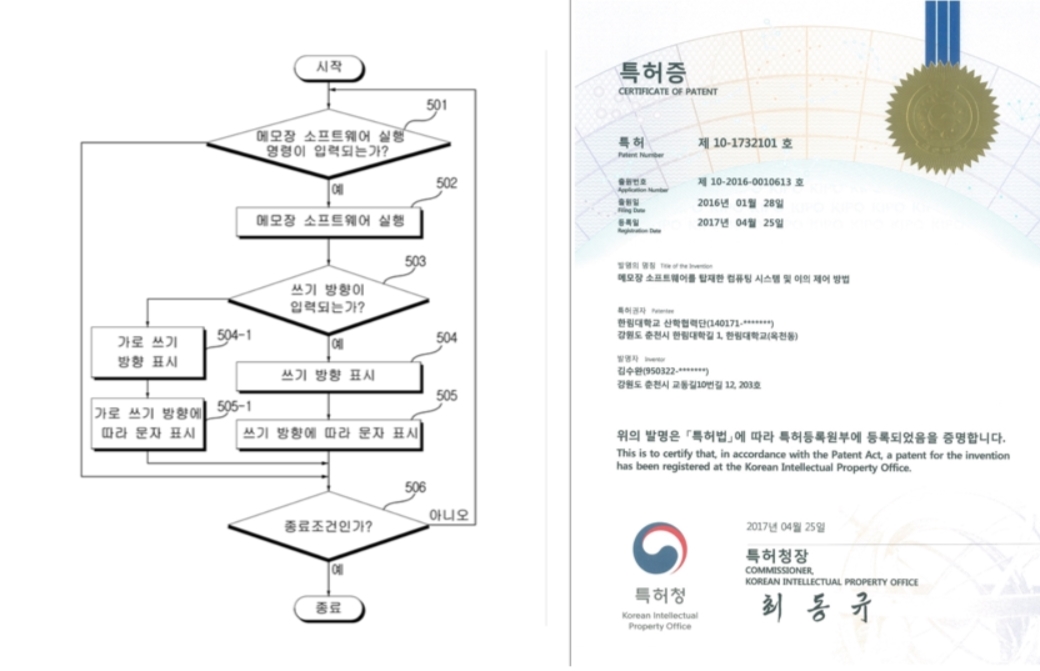 시작
501
메모장 소프트웨어 실행
명령이 입력되는가?
예
502
메모장 소프트웨어 실행
503
쓰기 방향이
입력되는가?
예
504-1
가로 쓰기
방향 표시
504
쓰기 방향 표시
505-1
가로 쓰기 방향에
따라 문자 표시
505
쓰기 방향에 따라 문자 표시
506
종료조건인가?
아니오
예
종료
특허증
CERTIFICATE OF PATENT
특허 제 10-1732101 호
Patent Number
출원번호 제 10-2016-0010613 호
Application Number
출원일 2016년 01월 28일
Filing Date
등록일 2017년 04월 25일
Registration Date
발명의 명칭 Title of the Invention
메모장 소프트웨어를 탑재한 컴퓨팅 시스템 및 이의 제어 방법
특허권자 Patentee
한림대학교 산학협력단(140171-*******)
강원도 춘천시 한림대학길 1, 한림대학교(옥천동)
발명자 Inventor
김수완(950322-*******)
강원도 춘천시 교동길10번길 12, 203호
위의 발명은 「특허법」에 따라 특허등록원부에 등록되었음을 증명합니다.
This is to certify that, in accordance with the Patent Act, a patent for the invention
has been registered at the Korean Intellectual Property Office.
2017년 04월 25일
특허청장
COMMISSIONER,
KOREAN INTELLECTUAL PROPERTY OFFICE
최동규
특허청
Korean Intellectual
Property Office